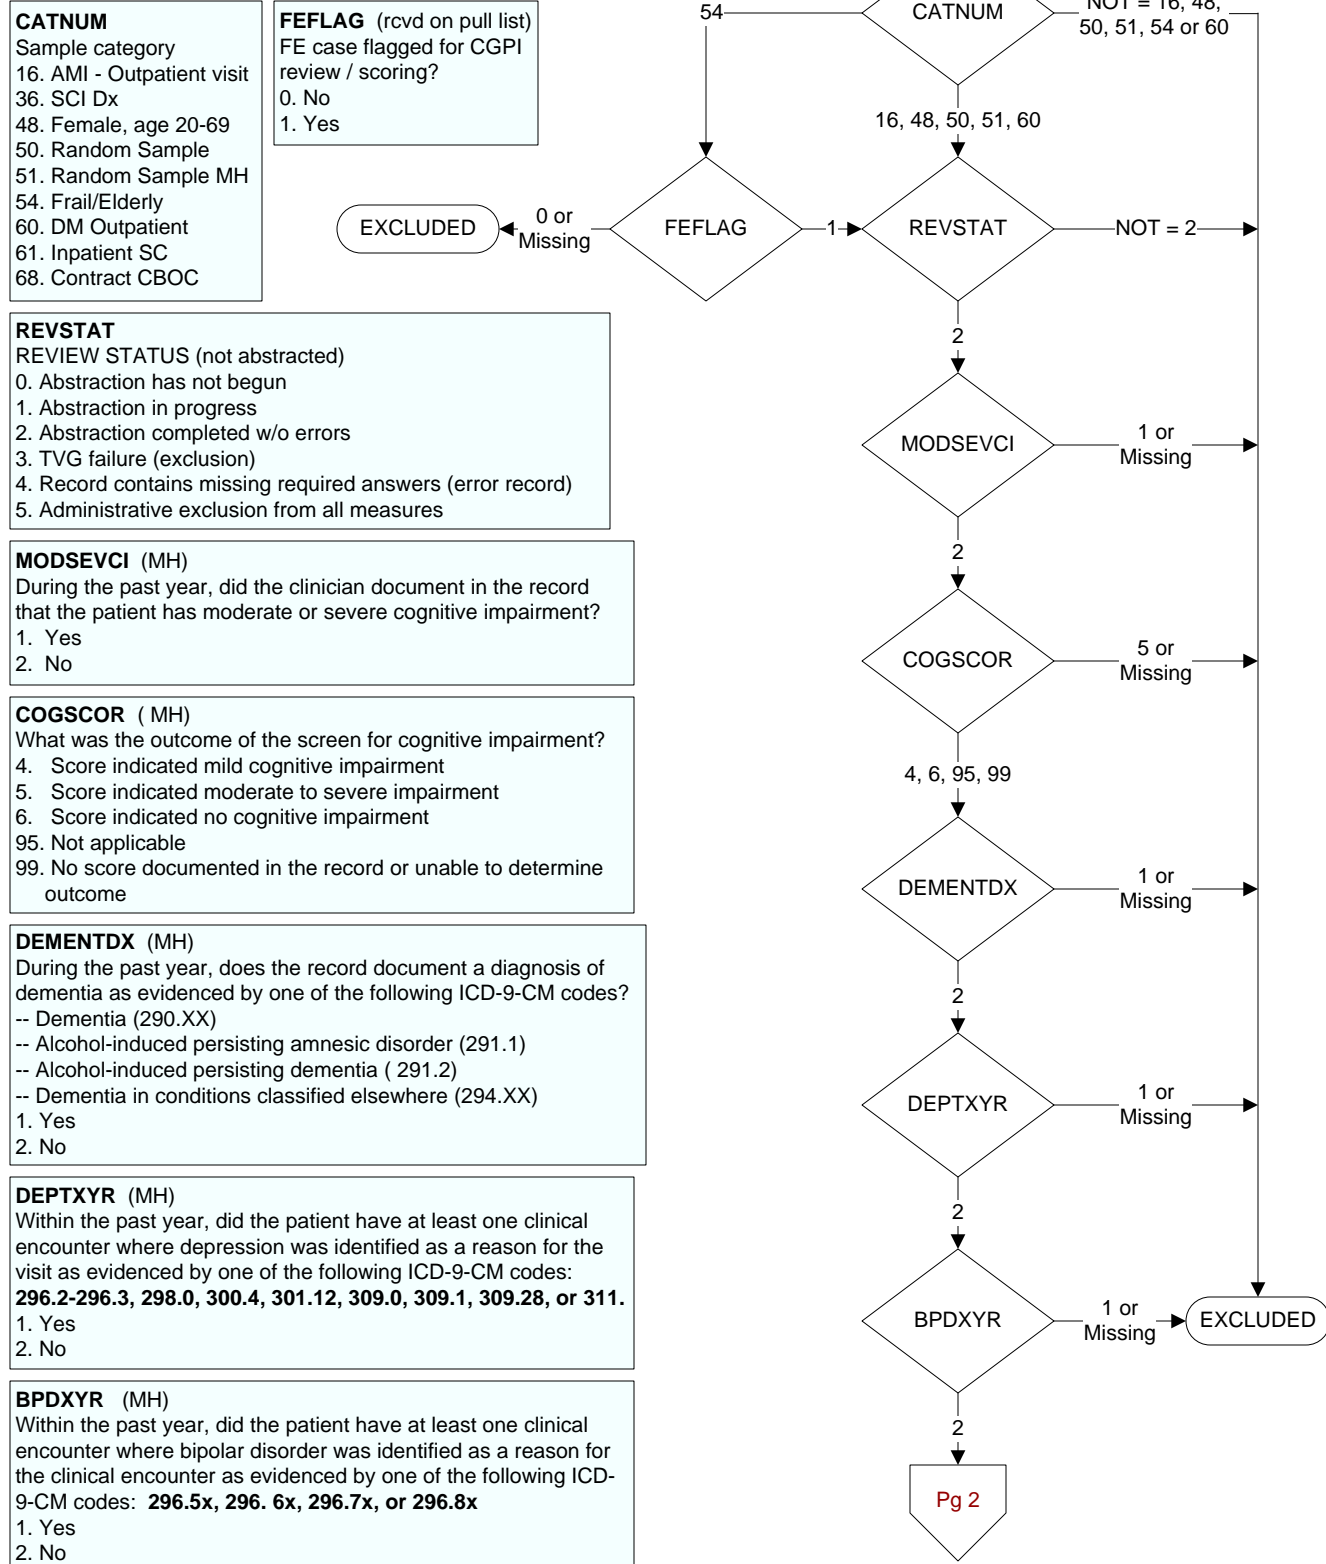 CATNUM
Sample category
16. AMI - Outpatient visit
36. SCI Dx
48. Female, age 20-69
50. Random Sample
51. Random Sample MH
54. Frail/Elderly
60. DM Outpatient
61. Inpatient SC
68. Contract CBOC
FEFLAG (rcvd on pull list)
FE case flagged for CGPI
review / scoring?
0. No
1. Yes
REVSTAT
REVIEW STATUS (not abstracted)
0. Abstraction has not begun
1. Abstraction in progress
2. Abstraction completed w/o errors
3. TVG failure (exclusion)
4. Record contains missing required answers (error record)
5. Administrative exclusion from all measures
MODSEVCI (MH)
During the past year, did the clinician document in the record
that the patient has moderate or severe cognitive impairment?
1. Yes
2. No
COGSCOR ( MH)
What was the outcome of the screen for cognitive impairment?
4. Score indicated mild cognitive impairment
5. Score indicated moderate to severe impairment
6. Score indicated no cognitive impairment
95. Not applicable
99. No score documented in the record or unable to determine
outcome
DEMENTDX (MH)
During the past year, does the record document a diagnosis of
dementia as evidenced by one of the following ICD-9-CM codes?
-- Dementia (290.XX)
-- Alcohol-induced persisting amnesic disorder (291.1)
-- Alcohol-induced persisting dementia ( 291.2)
-- Dementia in conditions classified elsewhere (294.XX)
1. Yes
2. No
DEPTXYR (MH)
Within the past year, did the patient have at least one clinical
encounter where depression was identified as a reason for the
visit as evidenced by one of the following ICD-9-CM codes:
296.2-296.3, 298.0, 300.4, 301.12, 309.0, 309.1, 309.28, or 311.
1. Yes
2. No
BPDXYR (MH)
Within the past year, did the patient have at least one clinical
encounter where bipolar disorder was identified as a reason for
the clinical encounter as evidenced by one of the following ICD-
9-CM codes: 296.5x, 296. 6x, 296.7x, or 296.8x
1. Yes
2. No
54
CATNUM
NOT = 16, 48,
50, 51, 54 or 60
16, 48, 50, 51, 60
EXCLUDED
0 or
Missing
FEFLAG
1
REVSTAT
NOT = 2
2
MODSEVCI
1 or
Missing
2
COGSCOR
5 or
Missing
4, 6, 95, 99
DEMENTDX
1 or
Missing
2
DEPTXYR
1 or
Missing
2
BPDXYR
1 or
Missing
EXCLUDED
2
Pg 2